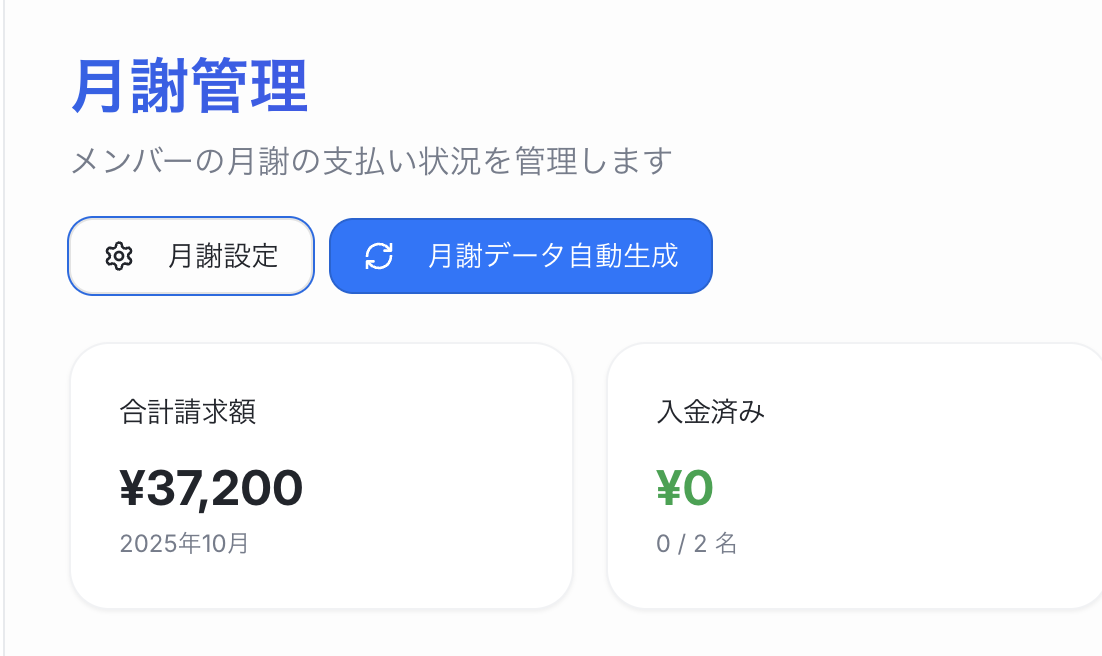 月謝管理
メンバーの月謝の支払い状況を管理します
月謝設定
月謝データ自動生成
合計請求額
¥37,200
2025年10月
入金済み
¥0
0 / 2 名